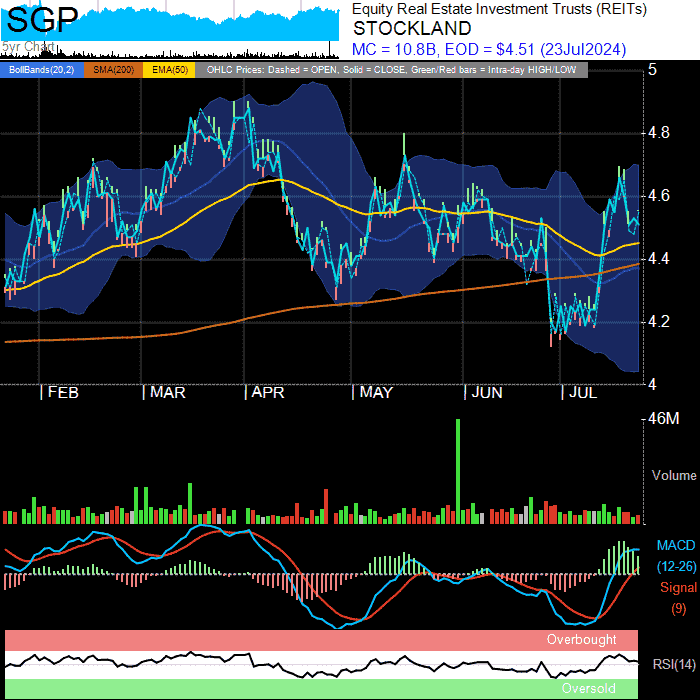 SGP
5yr Chart
Equity Real Estate Investment Trusts (REITs)
STOCKLAND
MC = 10.8B, EOD = $4.51 (23Jul2024)
BollBands(20,2) SMA(200) EMA(50) OHLC Prices: Dashed = OPEN, Solid = CLOSE, Green/Red bars = Intra-day HIGH/LOW
5
4.8
4.6
4.4
4.2
4
FEB MAR APR MAY JUN JUL
46M
Volume
MACD
(12-26)
Signal
(9)
Overbought
RSI(14)
Oversold